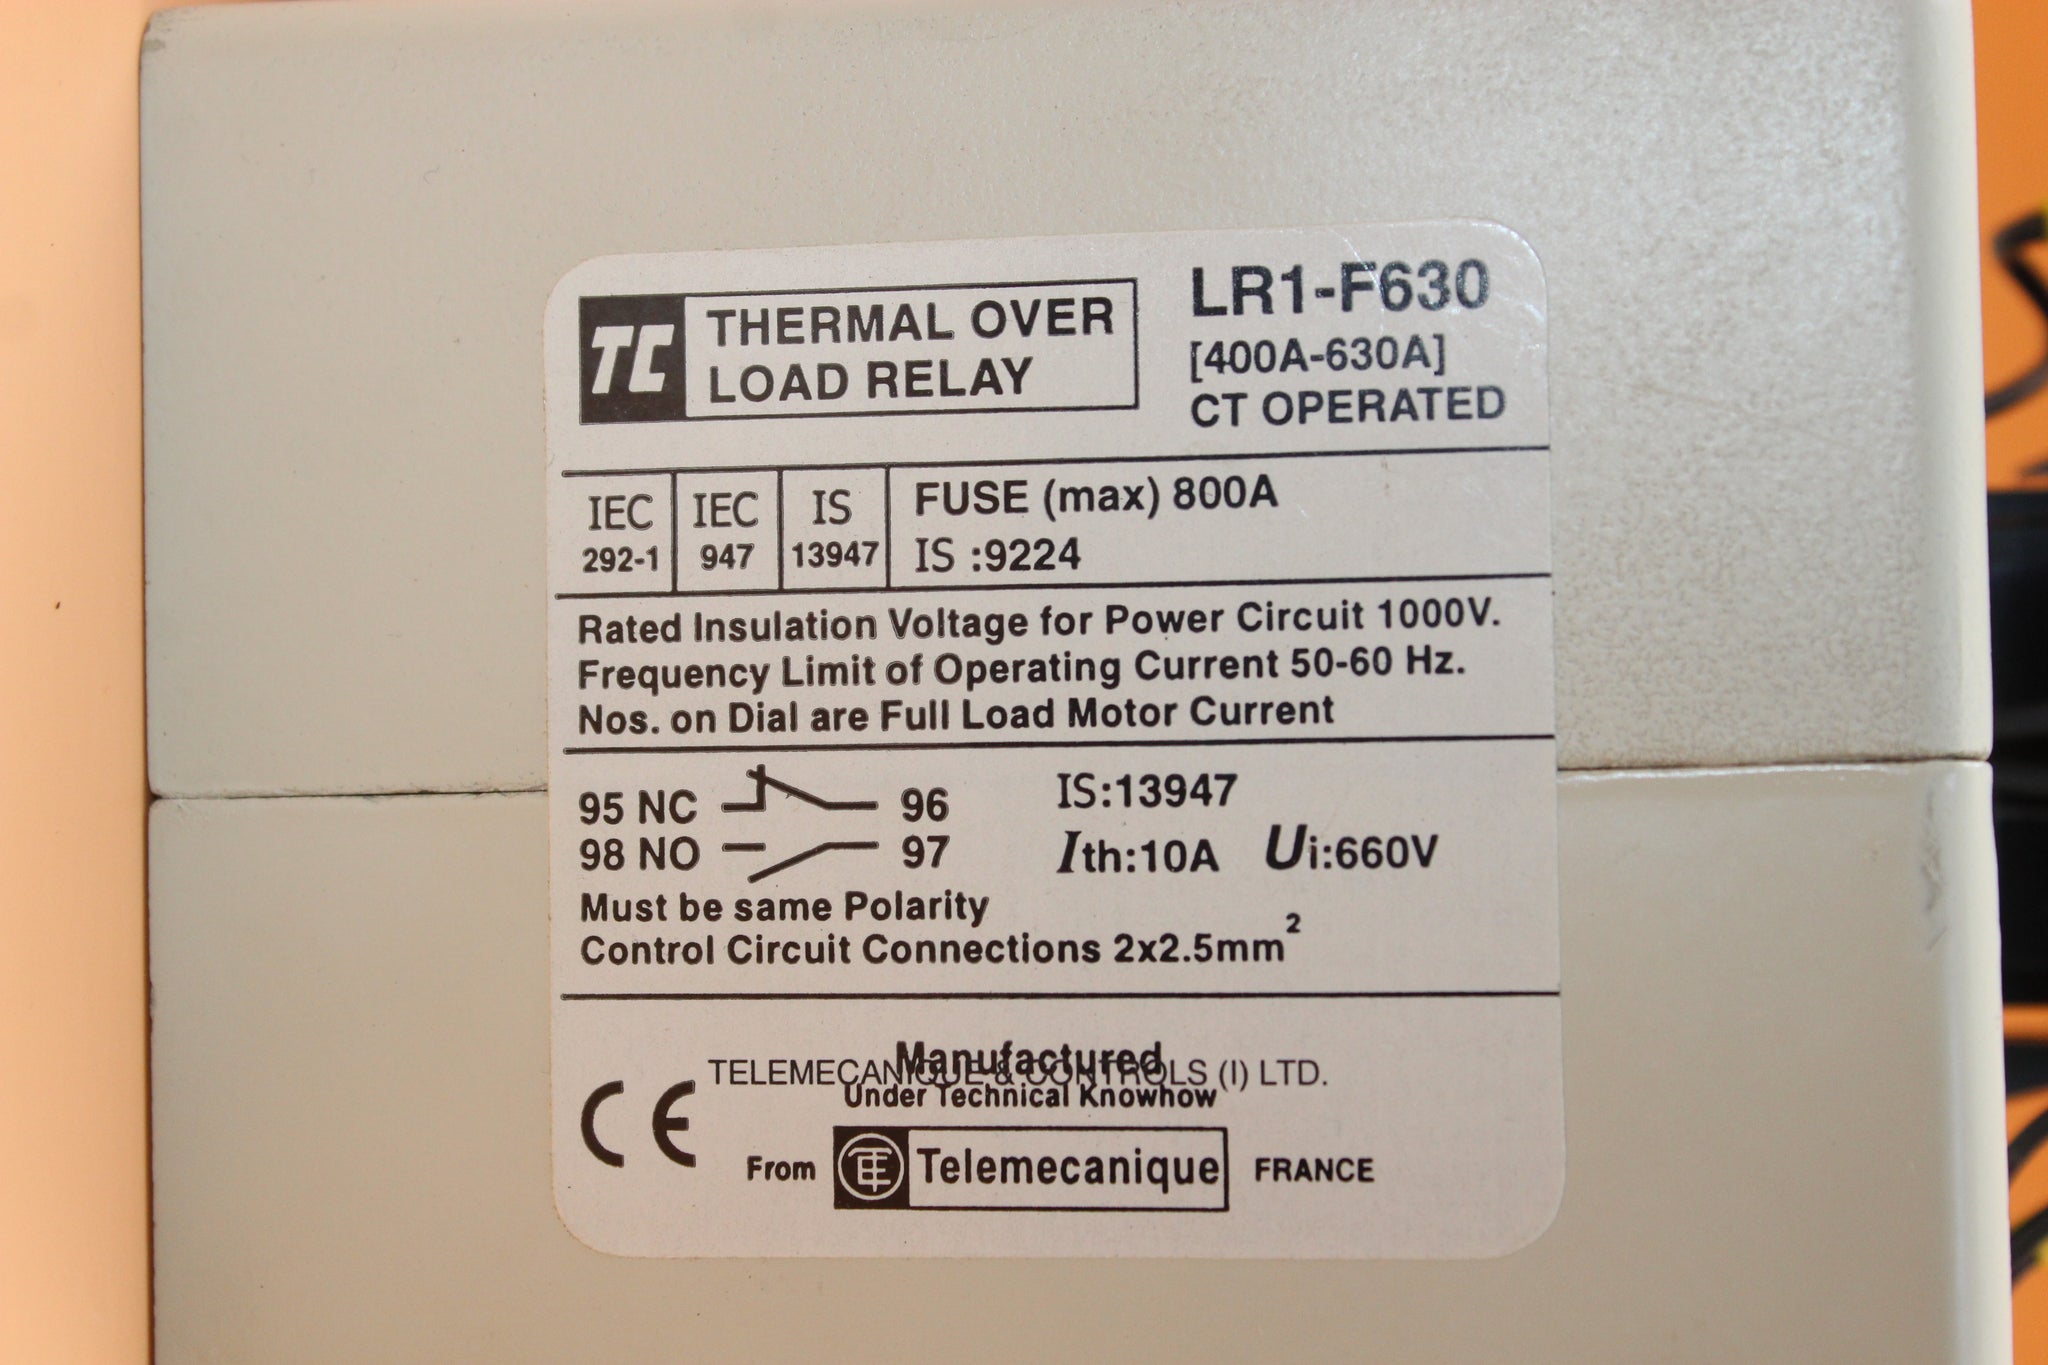 TC THERMAL OVER
LOAD RELAY
LR1-F630
[400A-630A]
CT OPERATED
IEC
292-1
IEC
947
IS
13947
FUSE (max) 800A
IS :9224
Rated Insulation Voltage for Power Circuit 1000V.
Frequency Limit of Operating Current 50-60 Hz.
Nos. on Dial are Full Load Motor Current
95 NC 96
98 NO 97
IS:13947
Ith:10A Ui:660V
Must be same Polarity
Control Circuit Connections 2x2.5mm²
Manufactured
TELEMECANIQUE & CONTROLS (I) LTD.
Under Technical Knowhow
CE
From TE Telemecanique FRANCE